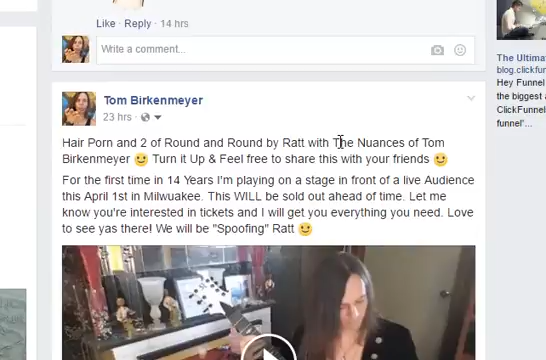 Like · Reply · 14 hrs
Write a comment...
Tom Birkenmeyer
23 hrs ·
Hair Porn and 2 of Round and Round by Ratt with The Nuances of Tom
Birkenmeyer 🙂 Turn it Up & Feel free to share this with your friends 🙂
For the first time in 14 Years I'm playing on a stage in front of a live Audience
this April 1st in Milwuakee. This WILL be sold out ahead of time. Let me
know you're interested in tickets and I will get you everything you need. Love
to see yas there! We will be "Spoofing" Ratt 🙂
The Ultima
blog.clickfun
Hey Funnel
the biggest a
ClickFunnel
funnel'...